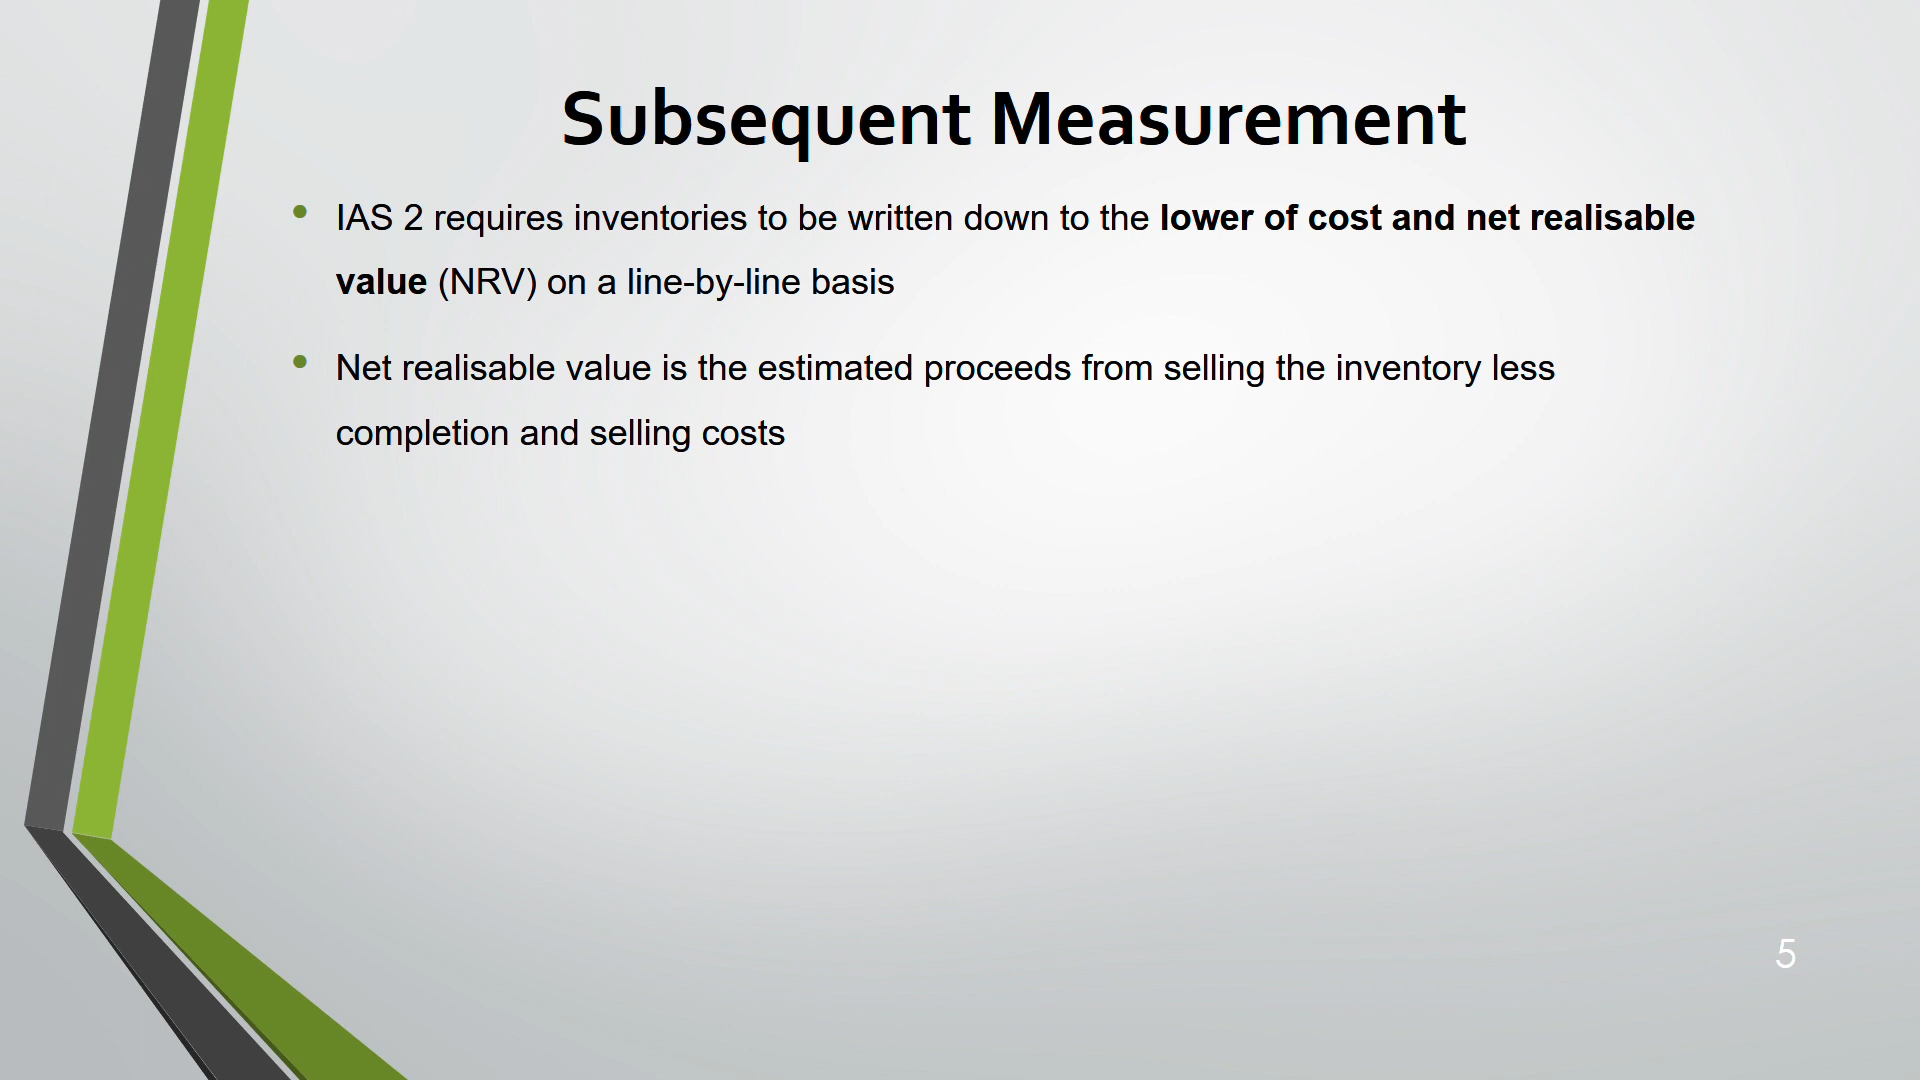 Subsequent Measurement
• IAS 2 requires inventories to be written down to the lower of cost and net realisable
value (NRV) on a line-by-line basis
• Net realisable value is the estimated proceeds from selling the inventory less
completion and selling costs
5